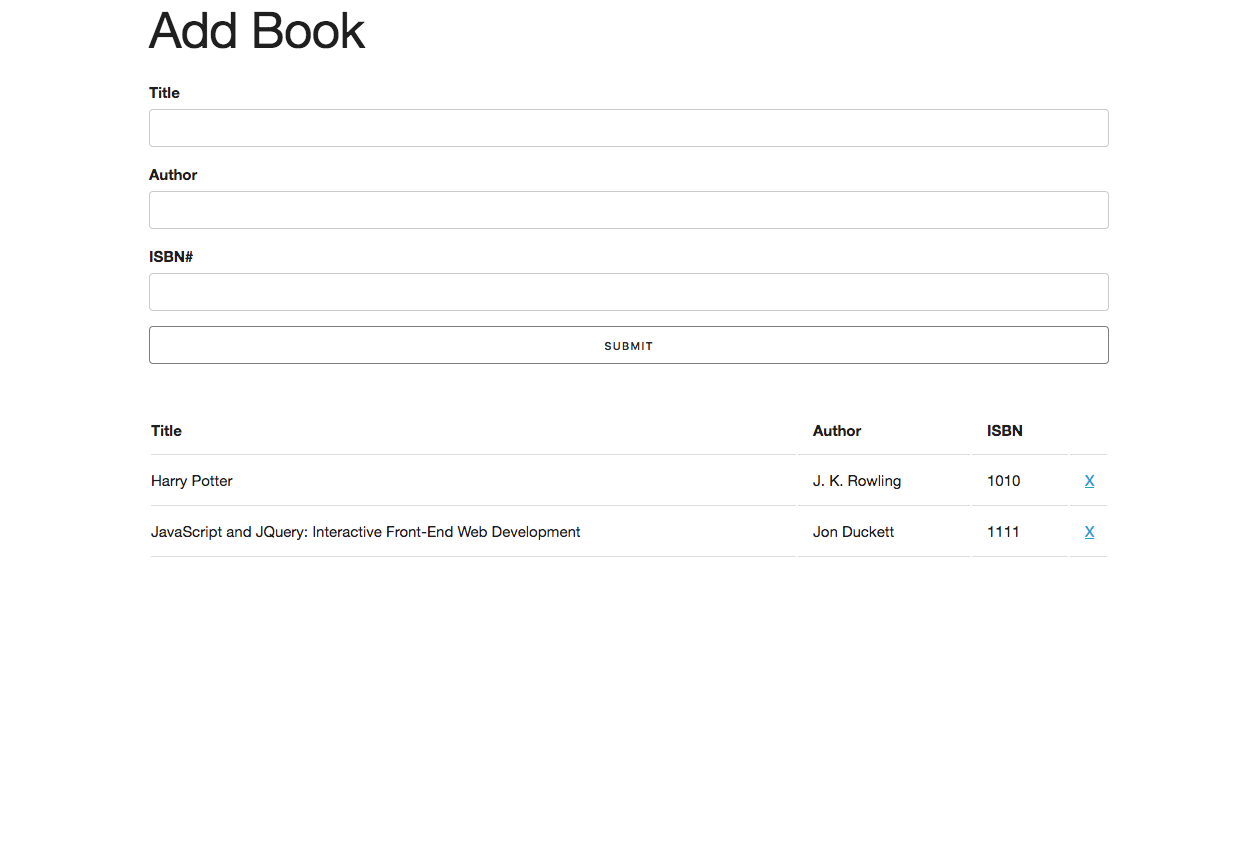 Add Book
Title
Author
ISBN#
SUBMIT
Title Author ISBN
Harry Potter J. K. Rowling 1010 X
JavaScript and JQuery: Interactive Front-End Web Development Jon Duckett 1111 X